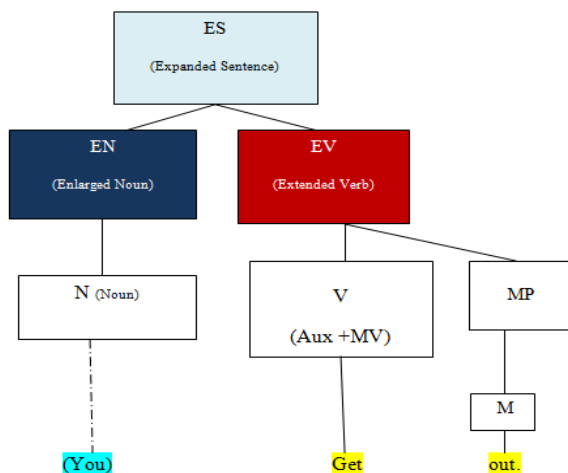 ES
(Expanded Sentence)
EN
(Enlarged Noun)
EV
(Extended Verb)
N (Noun)
V
(Aux +MV)
MP
M
(You)
Get
out.